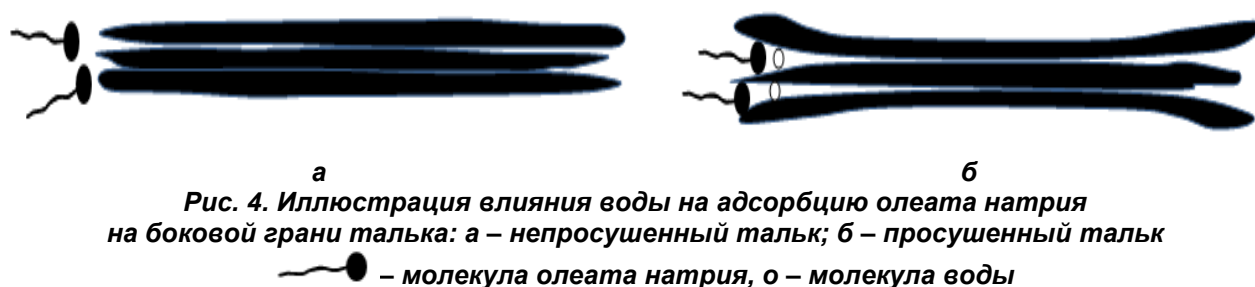 а б
Рис. 4. Иллюстрация влияния воды на адсорбцию олеата натрия
на боковой грани талька: а – непросушенный тальк; б – просушенный тальк
– молекула олеата натрия, о – молекула воды